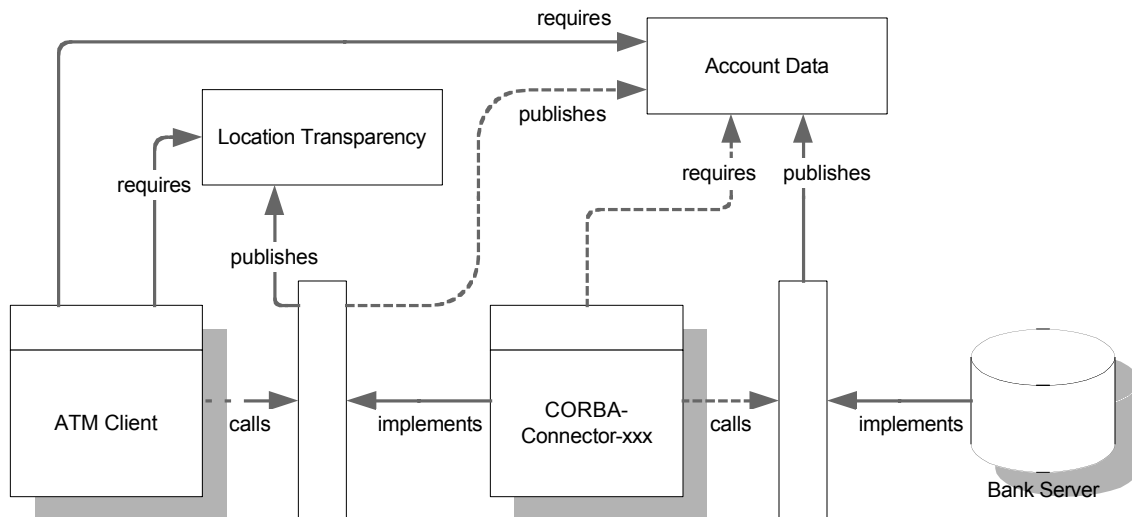 requires
Account Data
publishes
Location Transparency
requires
requires
publishes
publishes
ATM Client
calls
implements
CORBA-
Connector-xxx
calls
implements
Bank Server